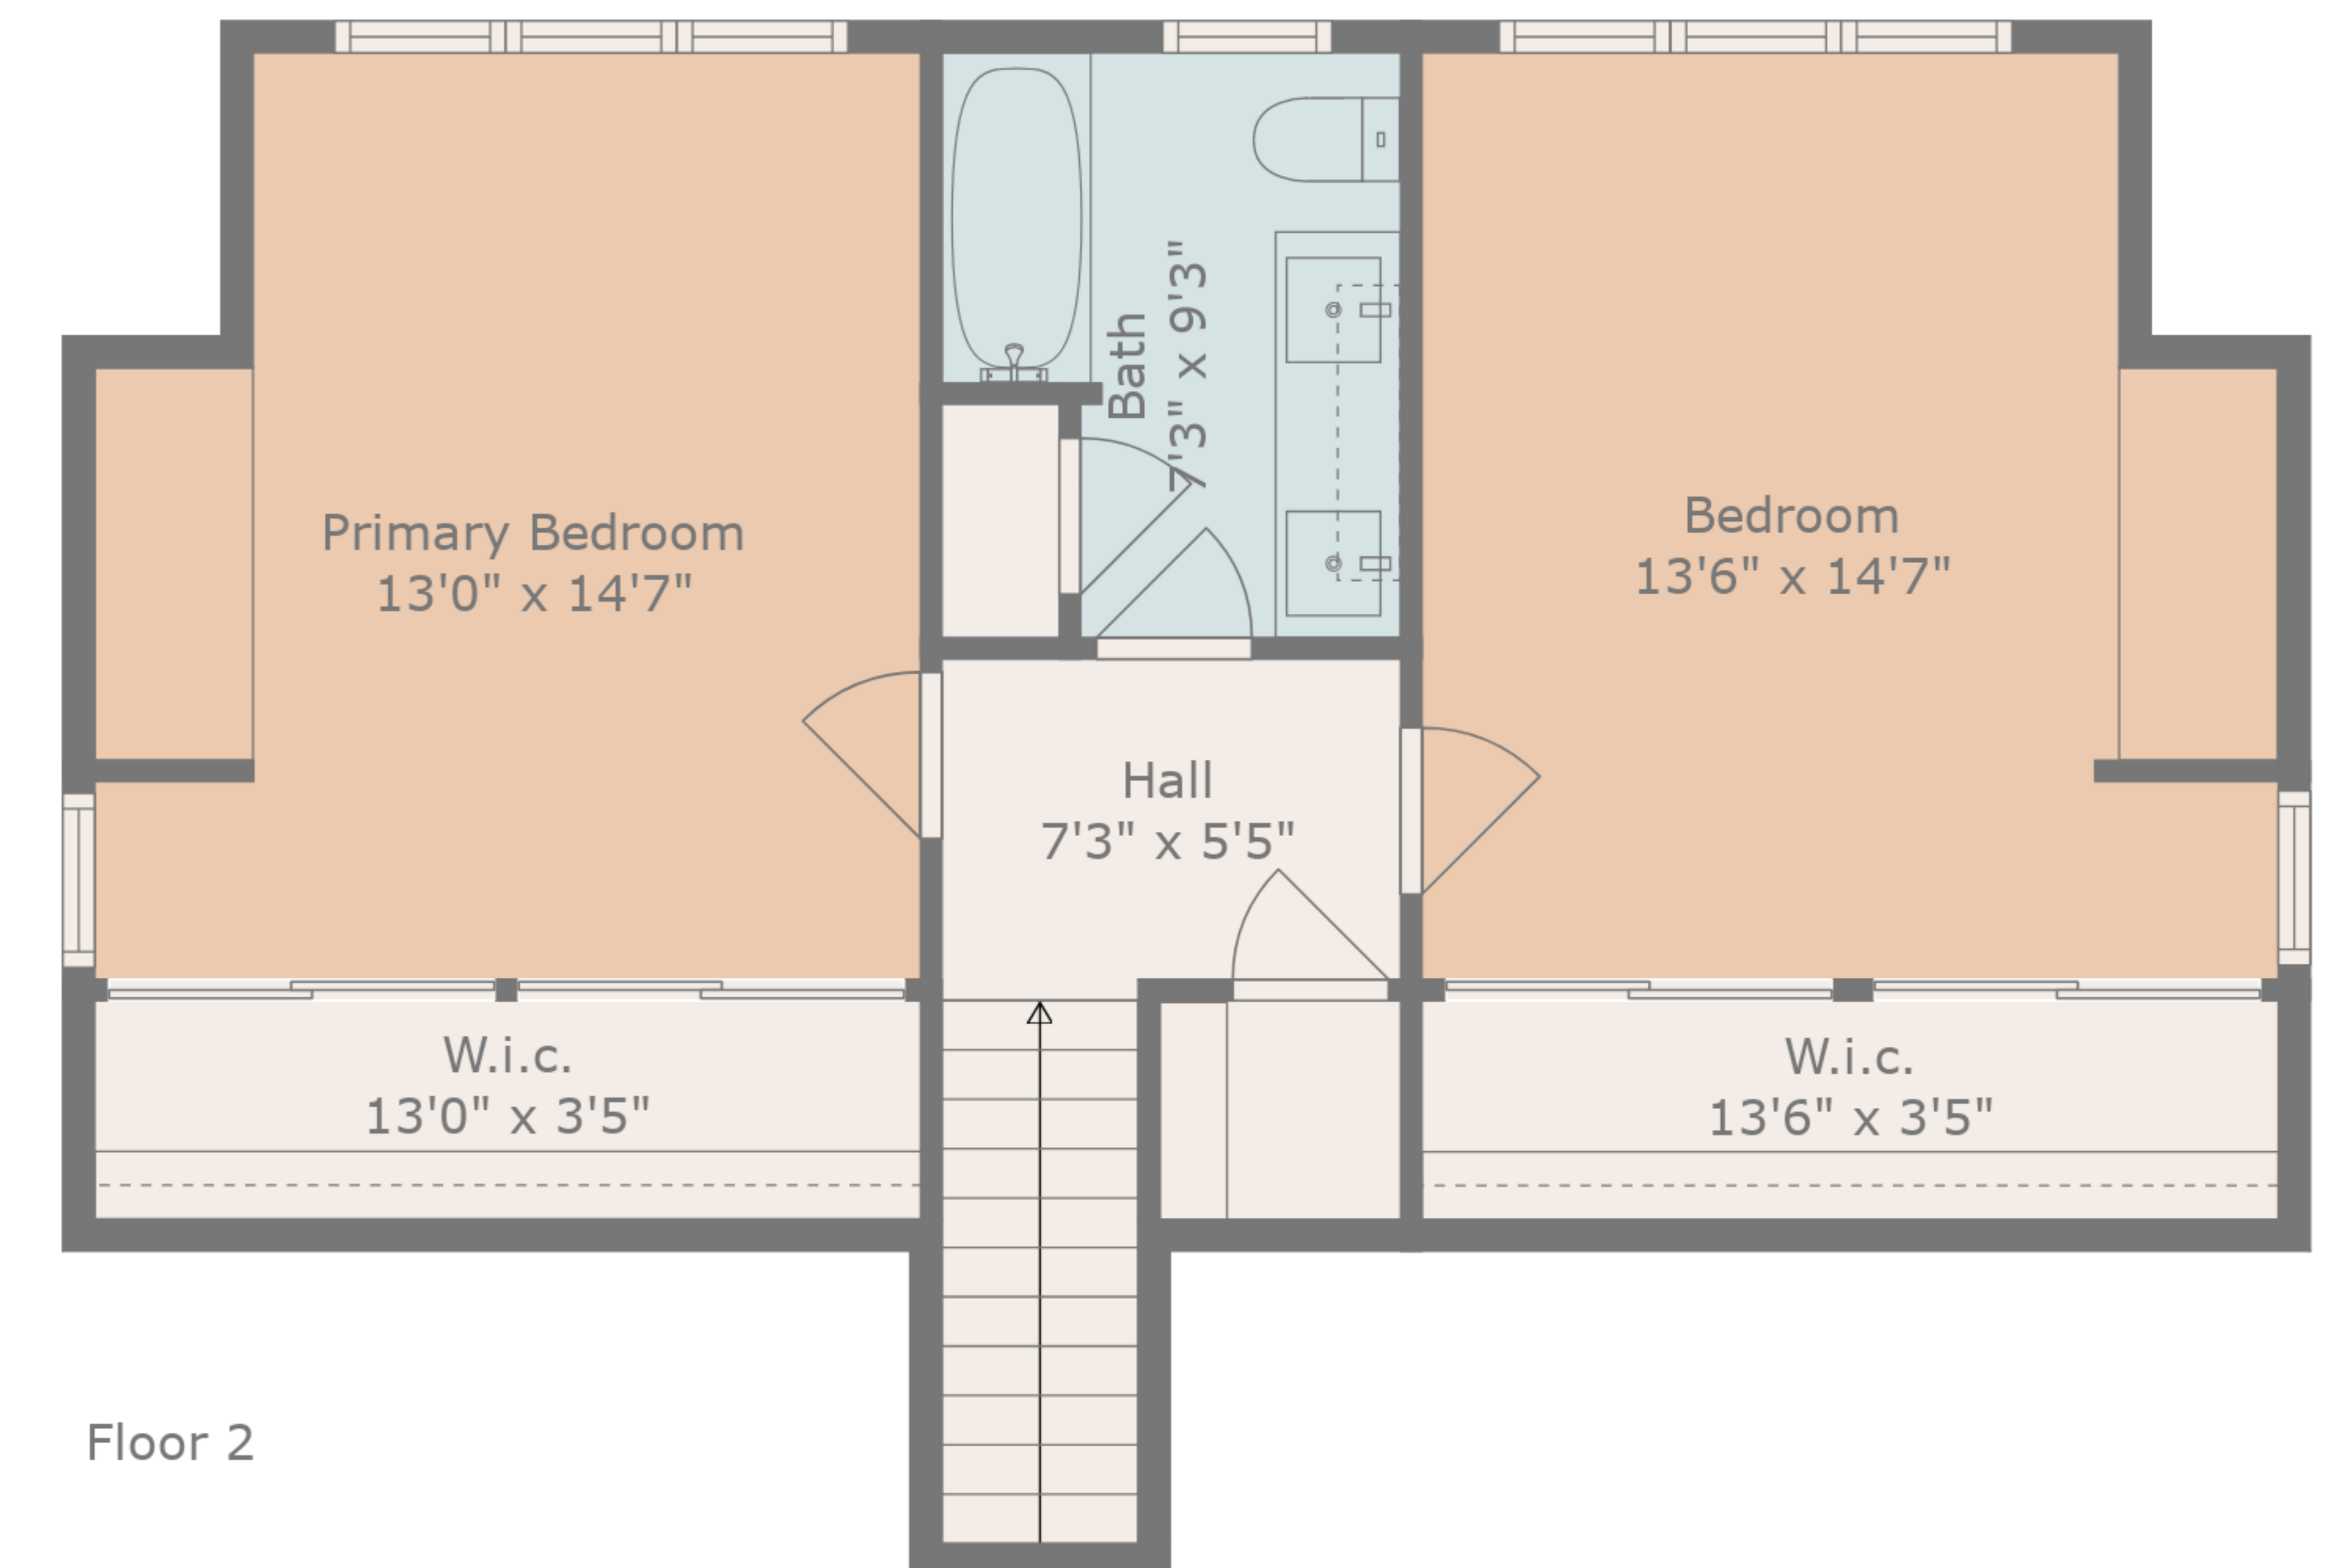 Bath
7'3" x 9'3"
Primary Bedroom
13'0" x 14'7"
Bedroom
13'6" x 14'7"
Hall
7'3" x 5'5"
W.i.c.
13'0" x 3'5"
W.i.c.
13'6" x 3'5"
Floor 2